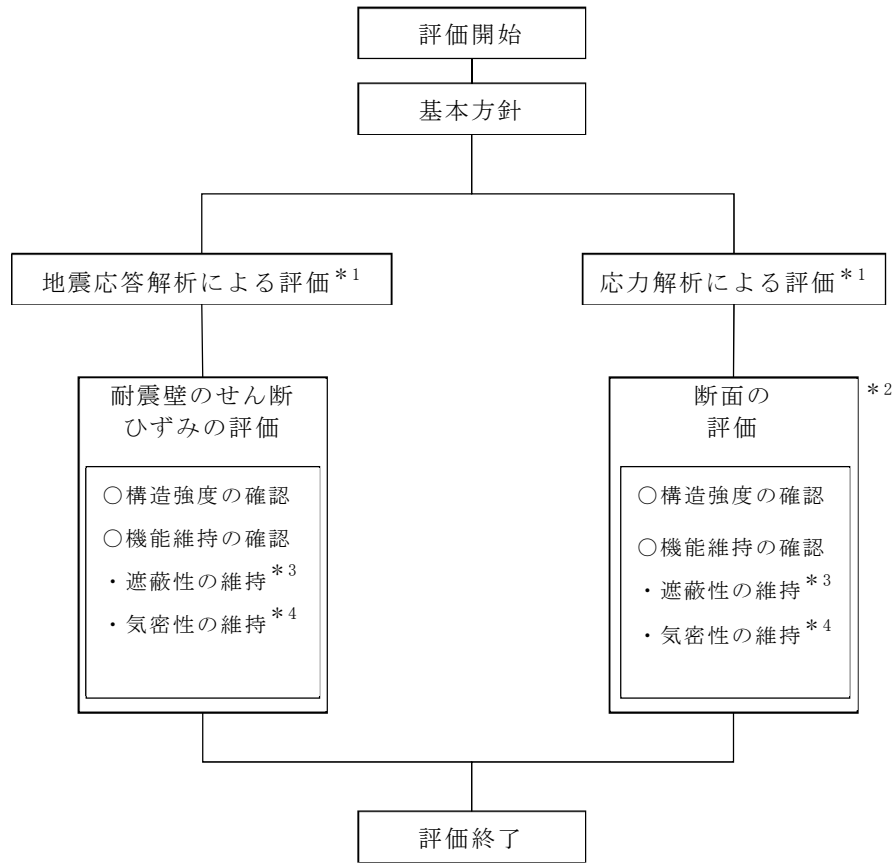 評価開始
基本方針
地震応答解析による評価*1
応力解析による評価*1
耐震壁のせん断
ひずみの評価
○構造強度の確認
○機能維持の確認
・遮蔽性の維持*3
・気密性の維持*4
断面の
評価
*2
○構造強度の確認
○機能維持の確認
・遮蔽性の維持*3
・気密性の維持*4
評価終了